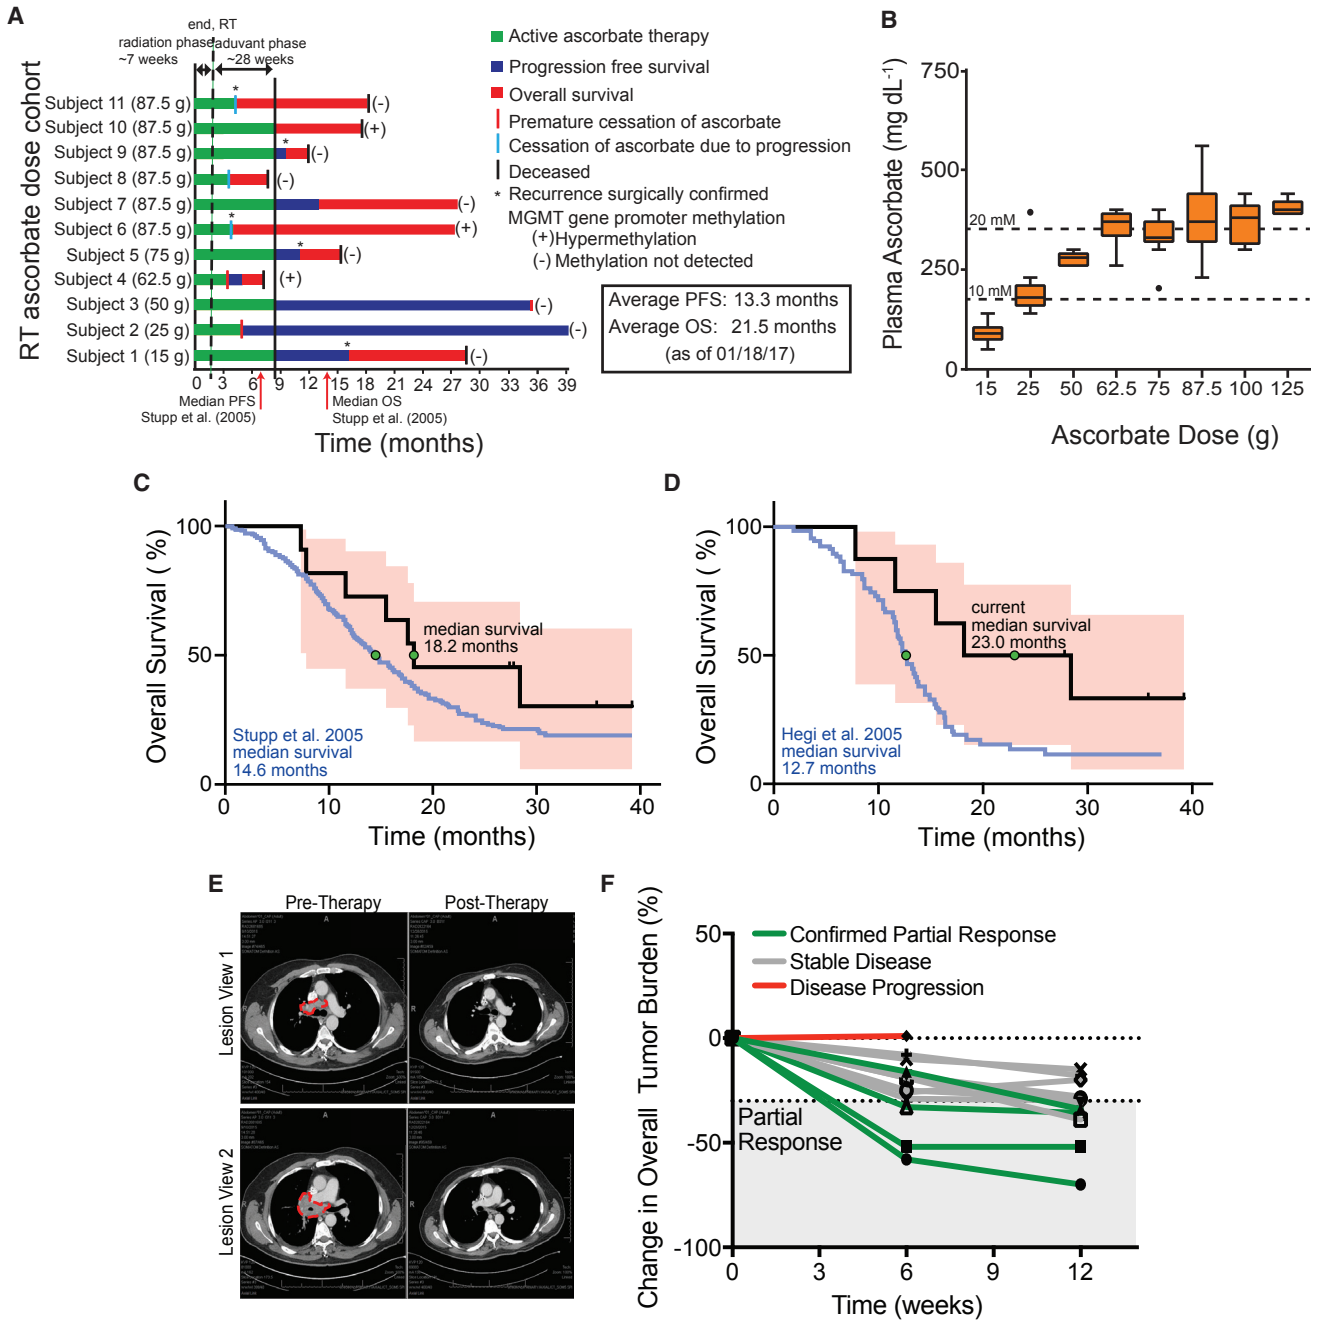 A
end, RT
radiation phase
aduvant phase
~7 weeks
~28 weeks
RT ascorbate dose cohort
Subject 11 (87.5 g)
*
(-)
Subject 10 (87.5 g)
(+)
Subject 9 (87.5 g)
*
(-)
Subject 8 (87.5 g)
(-)
Subject 7 (87.5 g)
(-)
Subject 6 (87.5 g)
*
(+)
Subject 5 (75 g)
*
(-)
Subject 4 (62.5 g)
(+)
Subject 3 (50 g)
(-)
Subject 2 (25 g)
(-)
Subject 1 (15 g)
*
(-)
0 3 6 9 12 15 18 21 24 27 30 33 36 39
Median PFS
Stupp et al. (2005)
Median OS
Stupp et al. (2005)
Time (months)
Active ascorbate therapy
Progression free survival
Overall survival
Premature cessation of ascorbate
Cessation of ascorbate due to progression
Deceased
* Recurrence surgically confirmed
MGMT gene promoter methylation
(+)Hypermethylation
(-) Methylation not detected
Average PFS: 13.3 months
Average OS: 21.5 months
(as of 01/18/17)
B
Plasma Ascorbate (mg dL-1)
750
500
250
0
20 mM
10 mM
15 25 50 62.5 75 87.5 100 125
Ascorbate Dose (g)
C
Overall Survival ( %)
100
50
0
median survival
18.2 months
Stupp et al. 2005
median survival
14.6 months
0 10 20 30 40
Time (months)
D
Overall Survival ( %)
100
50
0
current
median survival
23.0 months
Hegi et al. 2005
median survival
12.7 months
0 10 20 30 40
Time (months)
E
Pre-Therapy
Post-Therapy
Lesion View 1
A
R
A
R
Lesion View 2
A
R
A
R
F
Change in Overall Tumor Burden (%)
50
0
-50
-100
Confirmed Partial Response
Stable Disease
Disease Progression
Partial
Response
0 3 6 9 12
Time (weeks)